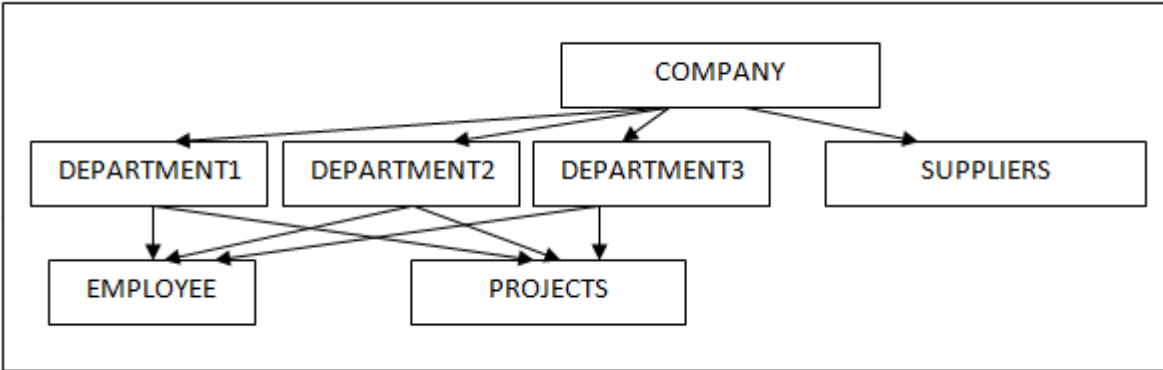 COMPANY
DEPARTMENT1
DEPARTMENT2
DEPARTMENT3
SUPPLIERS
EMPLOYEE
PROJECTS